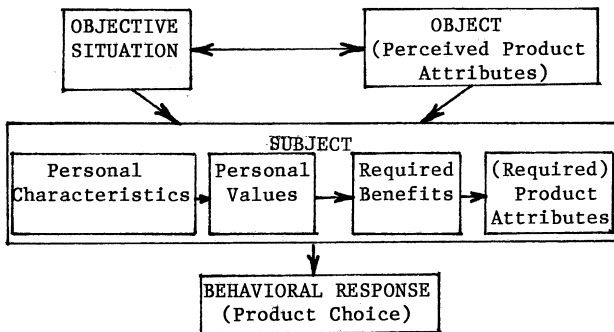 OBJECTIVE
SITUATION
OBJECT
(Perceived Product
Attributes)
SUBJECT
Personal
Characteristics
Personal
Values
Required
Benefits
(Required)
Product
Attributes
BEHAVIORAL RESPONSE
(Product Choice)